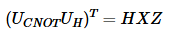 (U_{CNOT}U_H)^T = HXZ